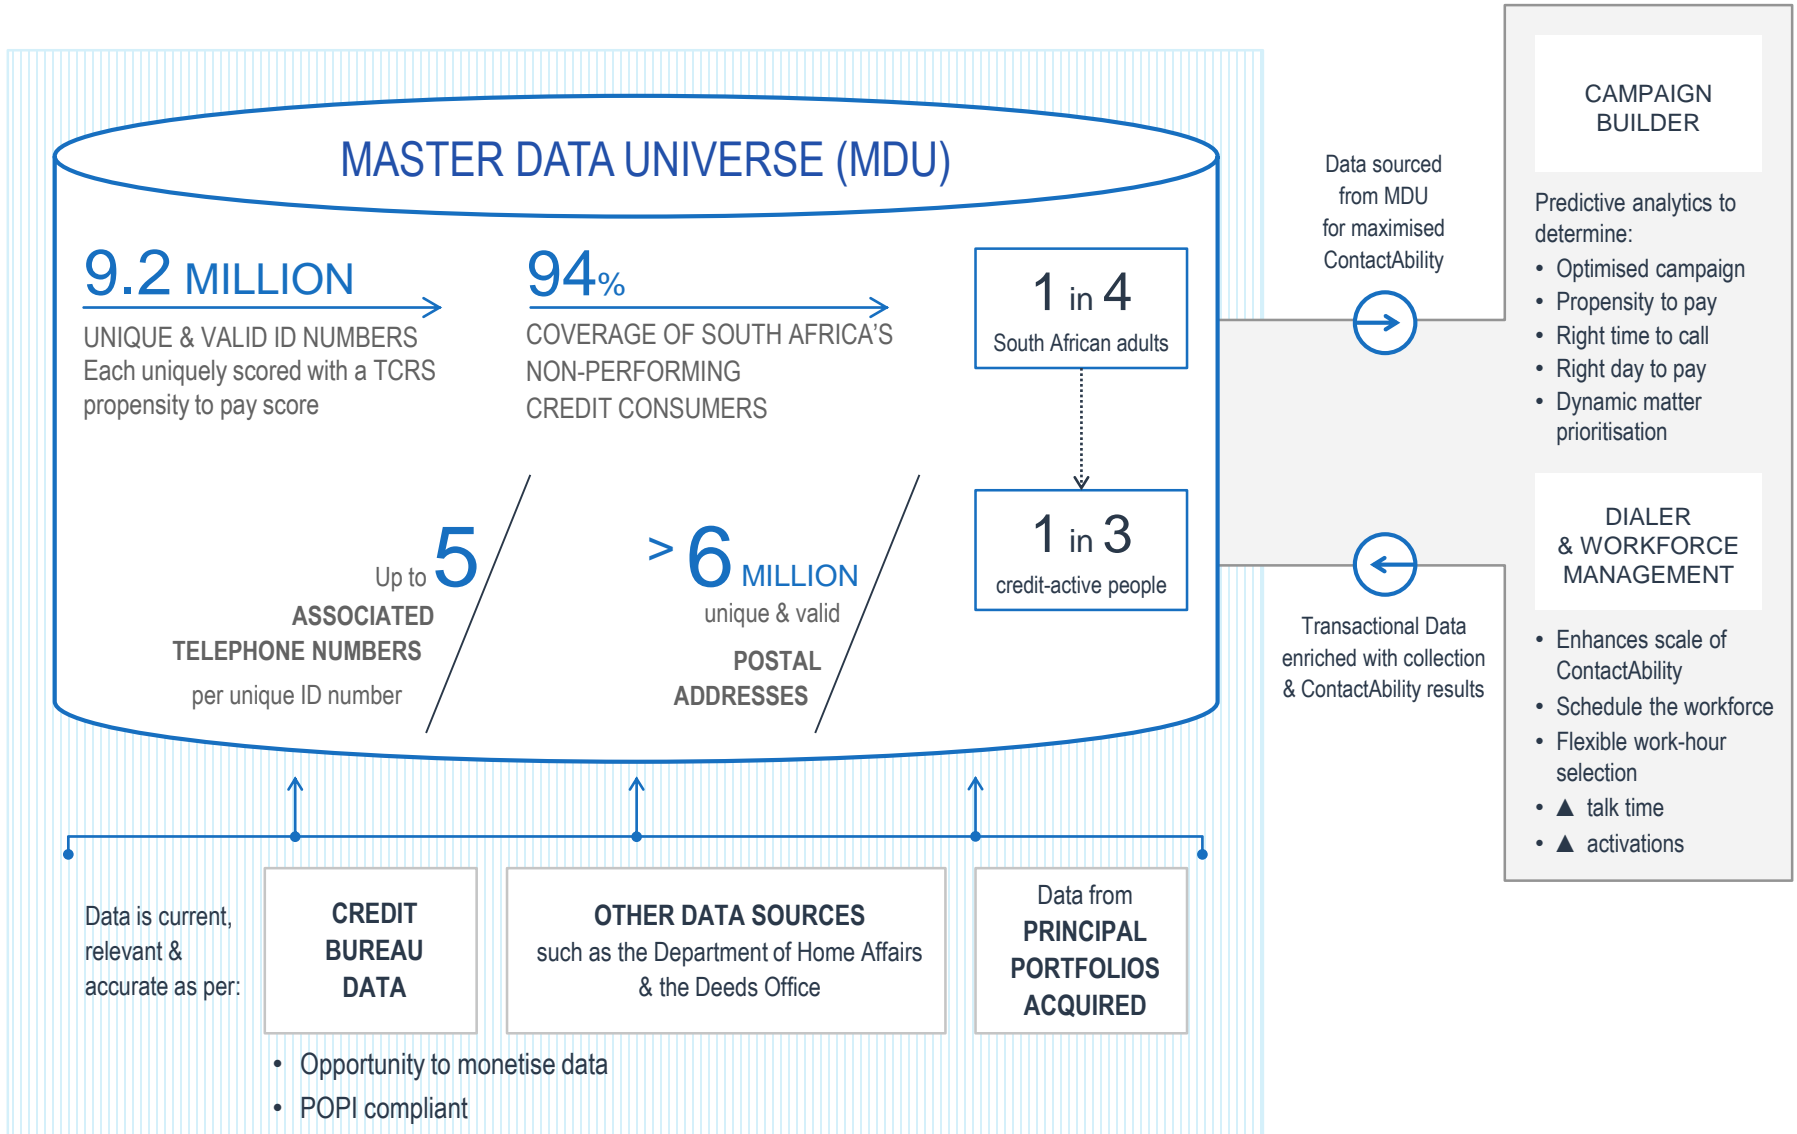 MASTER DATA UNIVERSE (MDU)
9.2 MILLION
UNIQUE & VALID ID NUMBERS
Each uniquely scored with a TCRS
propensity to pay score
94%
COVERAGE OF SOUTH AFRICA'S
NON-PERFORMING
CREDIT CONSUMERS
1 in 4
South African adults
Up to 5
ASSOCIATED
TELEPHONE NUMBERS
per unique ID number
> 6 MILLION
unique & valid
POSTAL
ADDRESSES
1 in 3
credit-active people
Data is current,
relevant &
accurate as per:
CREDIT
BUREAU
DATA
OTHER DATA SOURCES
such as the Department of Home Affairs
& the Deeds Office
Data from
PRINCIPAL
PORTFOLIOS
ACQUIRED
• Opportunity to monetise data
• POPI compliant
Data sourced
from MDU
for maximised
ContactAbility
Transactional Data
enriched with collection
& ContactAbility results
CAMPAIGN
BUILDER
Predictive analytics to
determine:
• Optimised campaign
• Propensity to pay
• Right time to call
• Right day to pay
• Dynamic matter
prioritisation
DIALER
& WORKFORCE
MANAGEMENT
• Enhances scale of
ContactAbility
• Schedule the workforce
• Flexible work-hour
selection
• ▲ talk time
• ▲ activations